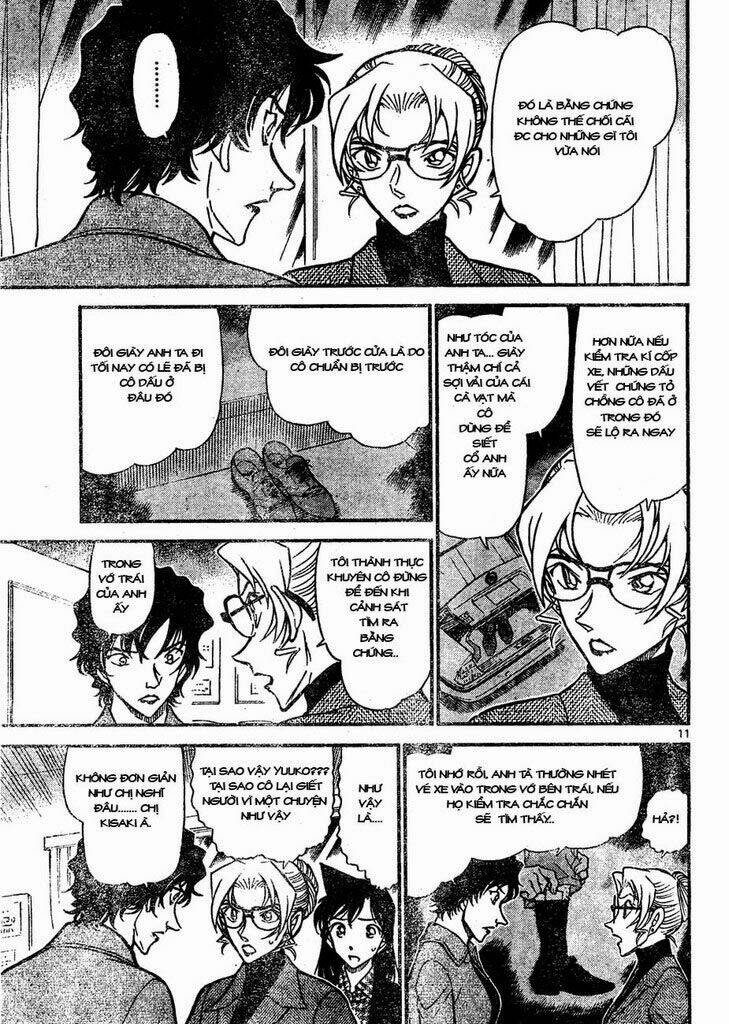 ĐÓ LÀ BẰNG CHỨNG
KHÔNG THỂ CHỐI CÃI
ĐC CHO NHỮNG GÌ TÔI
VỪA NÓI
.........
HƠN NỮA NẾU
KIỂM TRA KĨ CỐP
XE, NHỮNG DẤU
VẾT CHỨNG TỎ
CHỒNG CÔ ĐÃ Ở
TRONG ĐÓ
SẼ LỘ RA NGAY
NHƯ TÓC CỦA
ANH TA... GIÀY
THẬM CHÍ CẢ
SỢI VẢI CỦA CÁI
CÀ VẠT MÀ
CÔ
DÙNG ĐỂ
SIẾT
CỔ ANH
ẤY NỮA
ĐÔI GIÀY TRƯỚC CỬA LÀ DO
CÔ CHUẨN BỊ TRƯỚC
ĐÔI GIÀY ANH TA ĐI
TỐI NAY CÓ LẼ ĐÃ BỊ
CÔ DẤU Ở
ĐÂU ĐÓ
TÔI THÀNH THỰC
KHUYÊN CÔ ĐỪNG
ĐỂ ĐẾN KHI
CẢNH SÁT
TÌM RA
BẰNG
CHỨNG..
TRONG
VỚ TRÁI
CỦA ANH
ẤY
11
HẢ?!
TÔI NHỚ RỒI, ANH TA THƯỜNG NHÉT
VÉ XE VÀO TRONG VỚ BÊN TRÁI. NẾU
HỌ KIỂM TRA CHẮC CHẮN
SẼ TÌM THẤY..
NHƯ
VẬY
LÀ....
TẠI SAO VẬY YUUKO???
TẠI SAO CÔ LẠI GIẾT
NGƯỜI VÌ MỘT CHUYỆN
NHƯ VẬY
KHÔNG ĐƠN GIẢN
NHƯ CHỊ NGHĨ
ĐÂU....... CHỊ
KISAKI À.